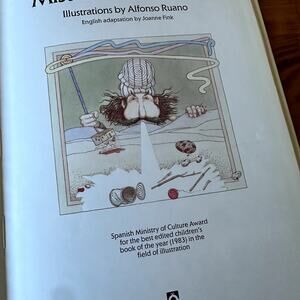 Illustrations by Alfonso Ruano
English adaptation by Joanne Fink
Spanish Ministry of Culture Award
for the best edited children's
book of the year (1983) in the
field of illustration